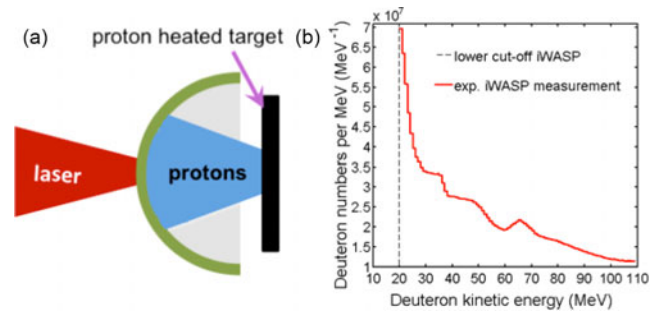 (a)
proton heated target
laser
protons
(b)
× 10⁷
Deuteron numbers per MeV (MeV⁻¹)
7
6.5
6
5.5
5
4.5
4
3.5
3
2.5
2
1.5
1
lower cut-off iWASP
exp. iWASP measurement
10 20 30 40 50 60 70 80 90 100 110
Deuteron kinetic energy (MeV)